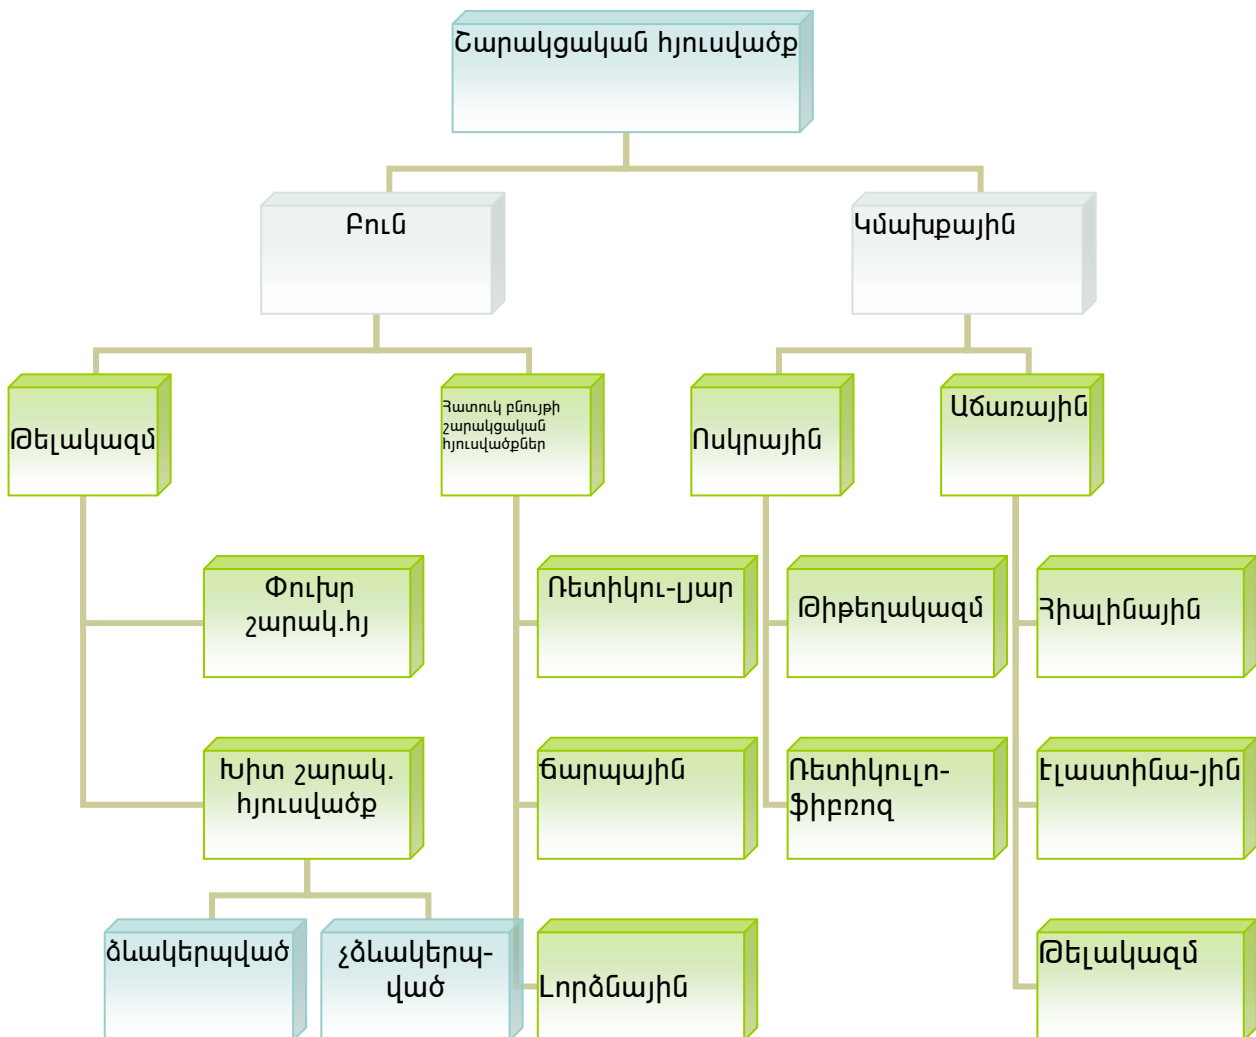 Շարակցական հյուսվածք
Բուն
Կմախքային
Թելակազմ
Հատուկ բնույթի
շարակցական
հյուսվածքներ
Ոսկրային
Աճառային
Փուխր
շարակ.հյ
Ռետիկու-լյար
Թիթեղակազմ
Հիալինային
Խիտ շարակ.
հյուսվածք
Ճարպային
Ռետիկուլո-
ֆիբռոզ
Էլաստինա-յին
ձևակերպված
չձևակերպ-
ված
Լորձնային
Թելակազմ